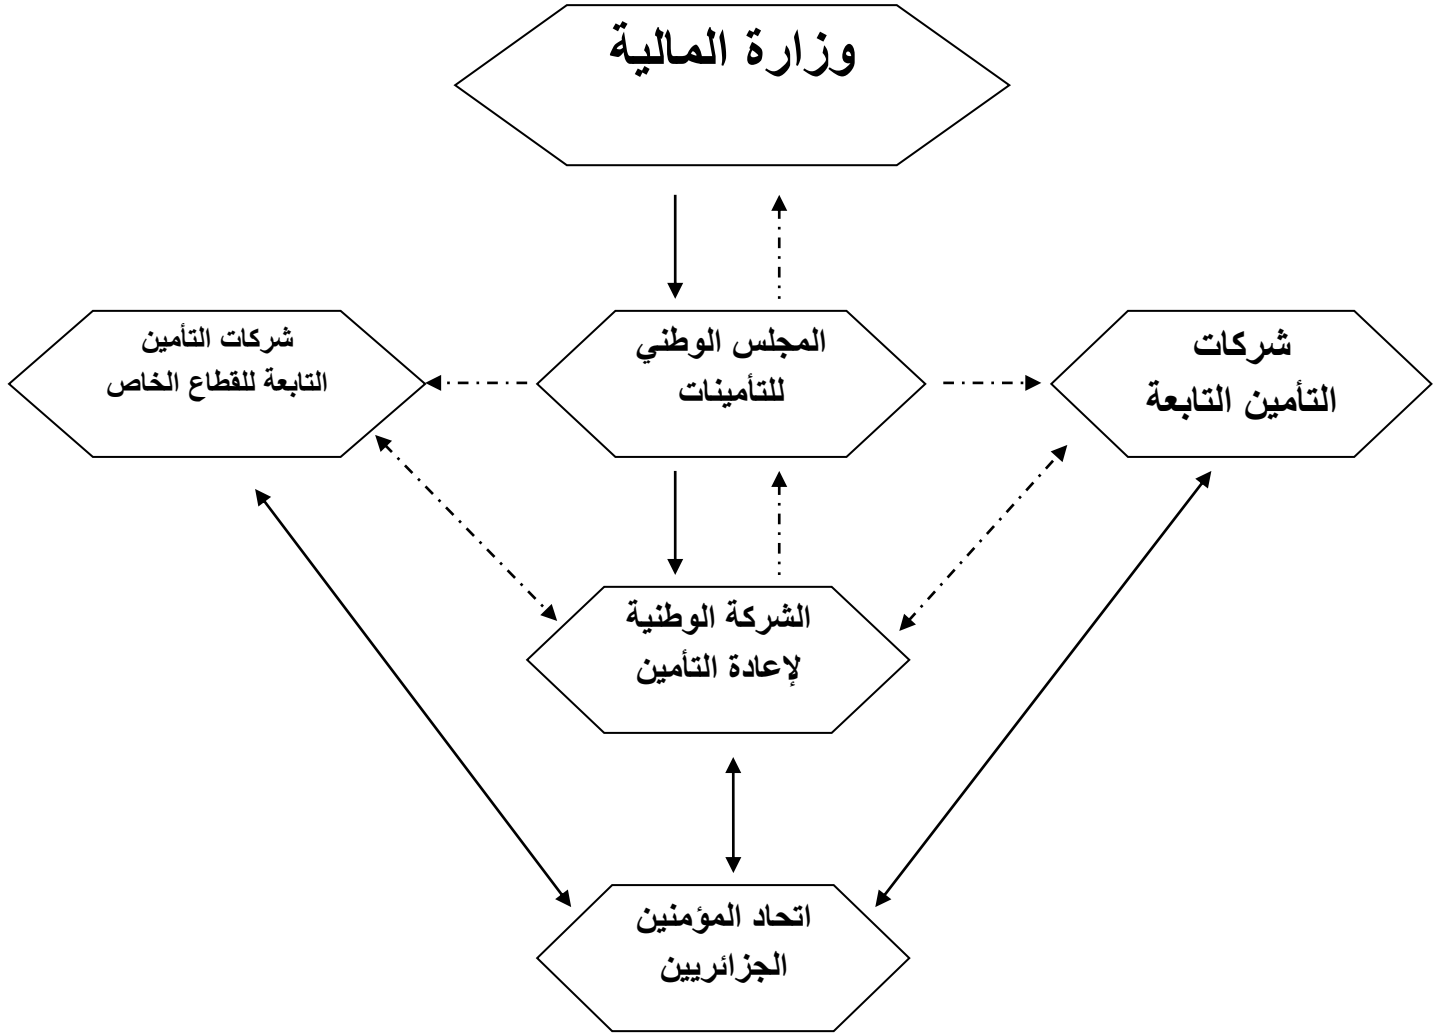 وزارة المالية
شركات
التأمين التابعة
المجلس الوطني
للتأمينات
شركات التأمين
التابعة للقطاع الخاص
الشركة الوطنية
لإعادة التأمين
اتحاد المؤمنين
الجزائريين